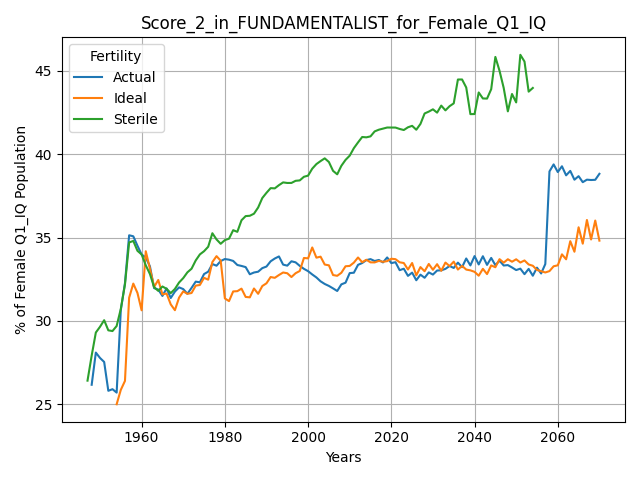 Score_2_in_FUNDAMENTALIST_for_Female_Q1_IQ
Fertility
Actual
Ideal
Sterile
% of Female Q1_IQ Population
45
40
35
30
25
1960
1980
2000
2020
2040
2060
Years